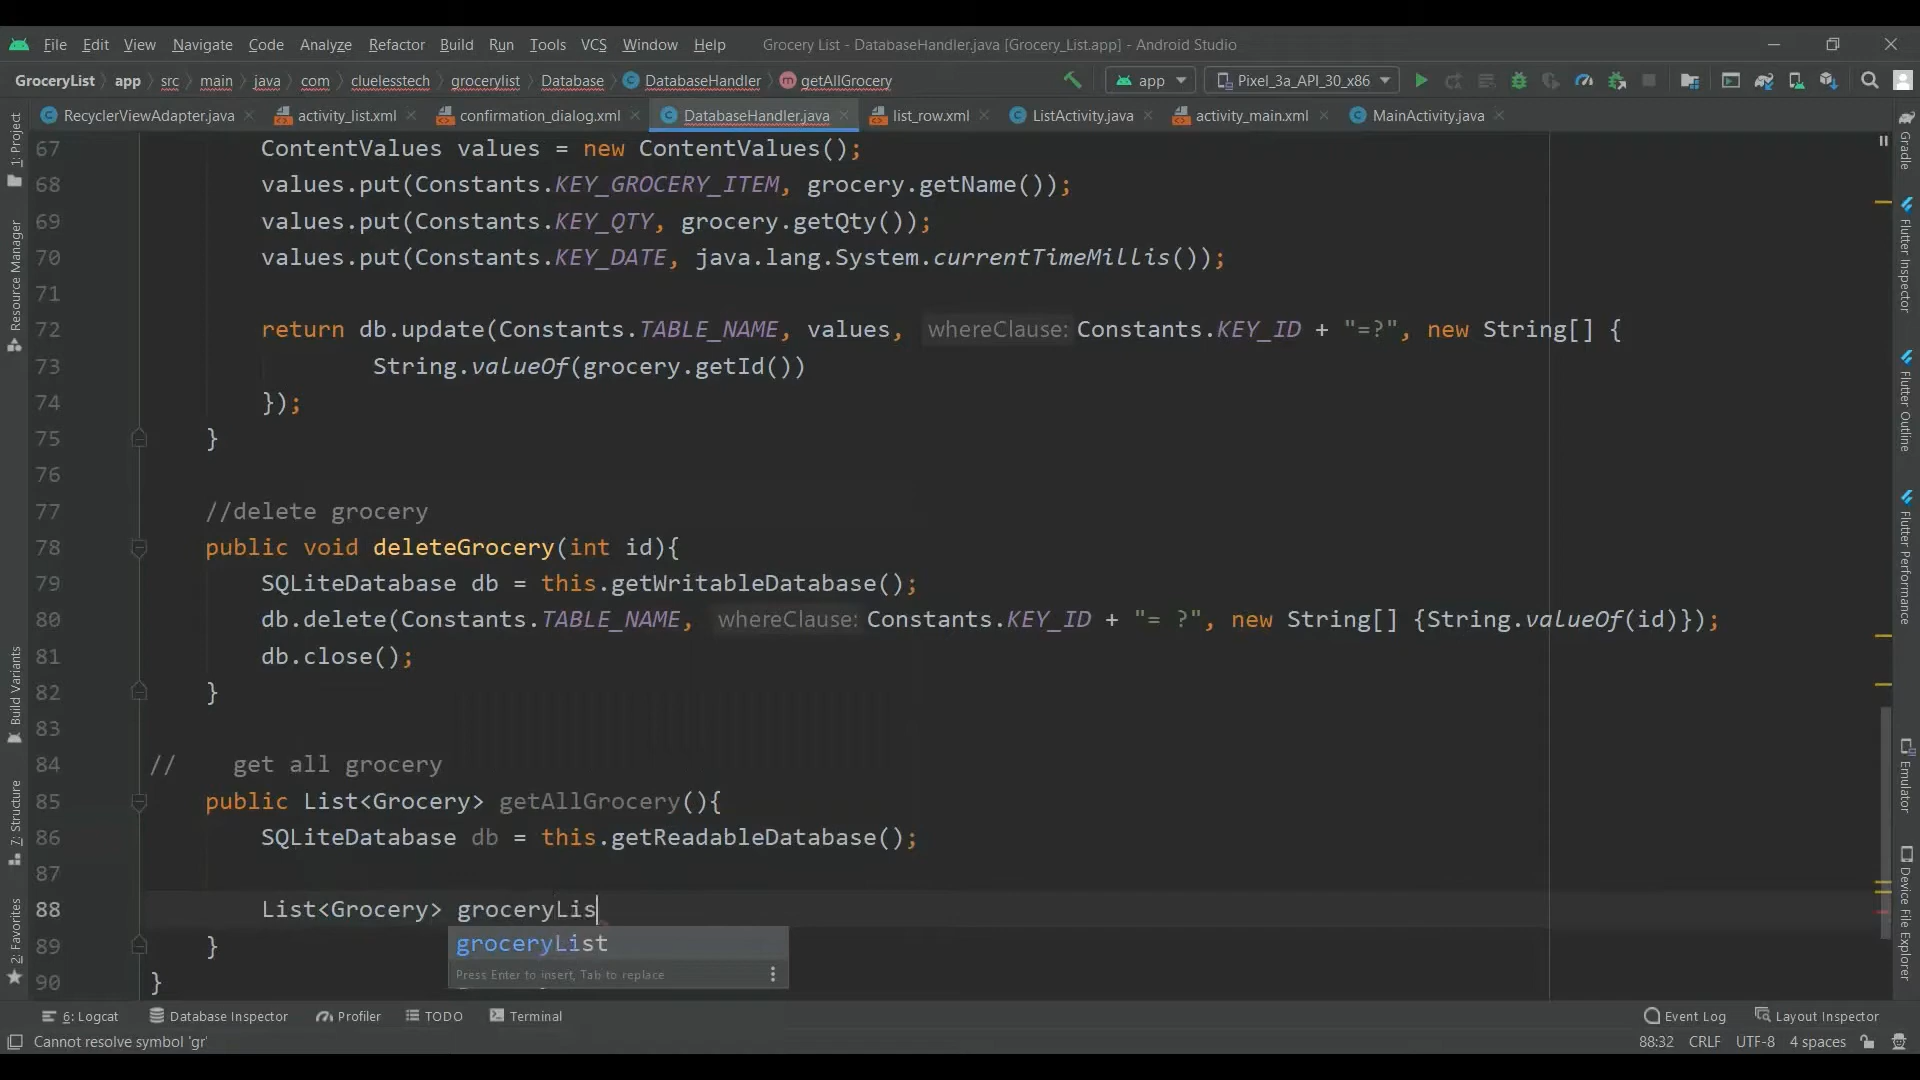 File Edit View Navigate Code Analyze Refactor Build Run Tools VCS Window Help Grocery List - DatabaseHandler.java [Grocery_List.app] - Android Studio
GroceryList app src main java com cluelesstech grocerylist Database DatabaseHandler getAllGrocery app Pixel_3a_API_30_x86
RecyclerViewAdapter.java activity_list.xml confirmation_dialog.xml DatabaseHandler.java list_row.xml ListActivity.java activity_main.xml MainActivity.java
67 ContentValues values = new ContentValues();
68 values.put(Constants.KEY_GROCERY_ITEM, grocery.getName());
69 values.put(Constants.KEY_QTY, grocery.getQty());
70 values.put(Constants.KEY_DATE, java.lang.System.currentTimeMillis());
71
72 return db.update(Constants.TABLE_NAME, values, whereClause: Constants.KEY_ID + "=?", new String[] {
73 String.valueOf(grocery.getId())
74 });
75 }
76
77 //delete grocery
78 public void deleteGrocery(int id){
79 SQLiteDatabase db = this.getWritableDatabase();
80 db.delete(Constants.TABLE_NAME, whereClause: Constants.KEY_ID + "= ?", new String[] {String.valueOf(id)});
81 db.close();
82 }
83
84 // get all grocery
85 public List<Grocery> getAllGrocery(){
86 SQLiteDatabase db = this.getReadableDatabase();
87
88 List<Grocery> groceryLis
89 }
groceryList
Press Enter to insert, Tab to replace
90 }
1: Project
Resource Manager
Build Variants
7: Structure
2: Favorites
Gradle
Flutter Inspector
Flutter Outline
Flutter Performance
Emulator
Device File Explorer
6: Logcat Database Inspector Profiler TODO Terminal Event Log Layout Inspector
Cannot resolve symbol 'gr' 88:32 CRLF UTF-8 4 spaces